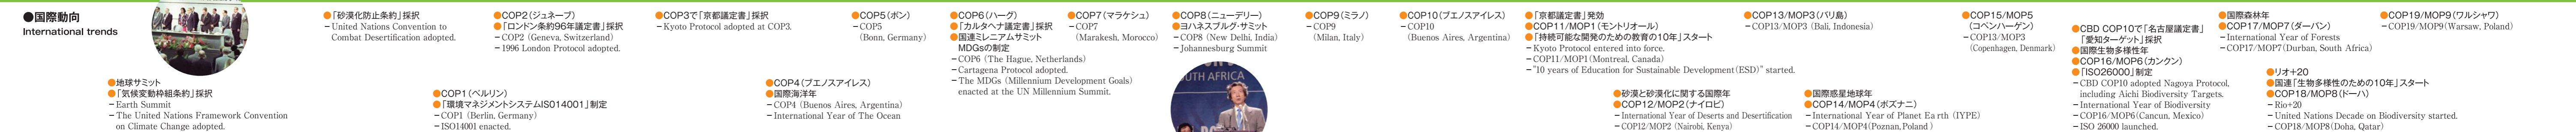 ●国際動向
International trends
●地球サミット
●「気候変動枠組条約」採択
－Earth Summit
－The United Nations Framework Convention
on Climate Change adopted.
●「砂漠化防止条約」採択
－United Nations Convention to
Combat Desertification adopted.
●COP1（ベルリン）
●「環境マネジメントシステムISO14001」制定
－COP1 (Berlin, Germany)
－ISO14001 enacted.
●COP2（ジュネーブ）
●「ロンドン条約96年議定書」採択
－COP2 (Geneva, Switzerland)
－1996 London Protocol adopted.
●COP3で「京都議定書」採択
－Kyoto Protocol adopted at COP3.
●COP4（ブエノスアイレス）
●国際海洋年
－COP4 (Buenos Aires, Argentina)
－International Year of The Ocean
●COP5（ボン）
－COP5
(Bonn, Germany)
●COP6（ハーグ）
●「カルタヘナ議定書」採択
●国連ミレニアムサミット
MDGsの制定
－COP6 (The Hague, Netherlands)
－Cartagena Protocol adopted.
－The MDGs (Millennium Development Goals)
enacted at the UN Millennium Summit.
●COP7（マラケシュ）
－COP7
(Marakesh, Morocco)
●COP8（ニューデリー）
●ヨハネスブルグ・サミット
－COP8 (New Delhi, India)
－Johannesburg Summit
UTH AFRICA
●COP9（ミラノ）
－COP9
(Milan, Italy)
●COP10（ブエノスアイレス）
－COP10
(Buenos Aires, Argentina)
●「京都議定書」発効
●COP11/MOP1（モントリオール）
●「持続可能な開発のための教育の10年」スタート
－Kyoto Protocol entered into force.
－COP11/MOP1(Montreal, Canada)
－"10 years of Education for Sustainable Development(ESD)" started.
●砂漠と砂漠化に関する国際年
●COP12/MOP2（ナイロビ）
－International Year of Deserts and Desertification
－COP12/MOP2 (Nairobi, Kenya)
●COP13/MOP3（バリ島）
－COP13/MOP3 (Bali, Indonesia)
●国際惑星地球年
●COP14/MOP4（ポズナニ）
－International Year of Planet Earth (IYPE)
－COP14/MOP4(Poznan,Poland )
●COP15/MOP5
（コペンハーゲン）
－COP13/MOP3
(Copenhagen, Denmark)
●CBD COP10で「名古屋議定書」
「愛知ターゲット」採択
●国際生物多様性年
●COP16/MOP6（カンクン）
●「ISO26000」制定
－CBD COP10 adopted Nagoya Protocol,
including Aichi Biodiversity Targets.
－International Year of Biodiversity
－COP16/MOP6(Cancun, Mexico)
－ISO 26000 launched.
●国際森林年
●COP17/MOP7（ダーバン）
－International Year of Forests
－COP17/MOP7(Durban, South Africa)
●リオ+20
●国連「生物多様性のための10年」スタート
●COP18/MOP8（ドーハ）
－Rio+20
－United Nations Decade on Biodiversity started.
－COP18/MOP8(Doha, Qatar)
●COP19/MOP9（ワルシャワ）
－COP19/MOP9(Warsaw, Poland)